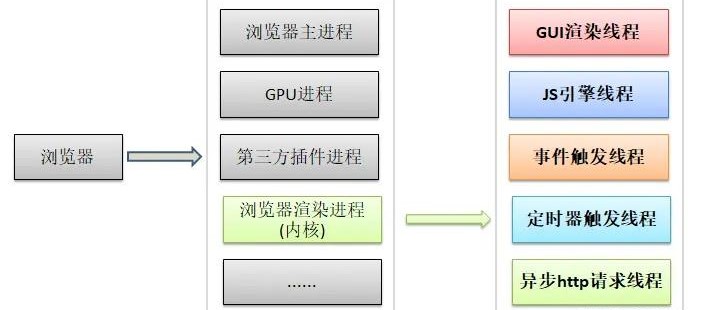 浏览器
浏览器主进程
GPU进程
第三方插件进程
浏览器渲染进程
(内核)
......
GUI渲染线程
JS引擎线程
事件触发线程
定时器触发线程
异步http请求线程